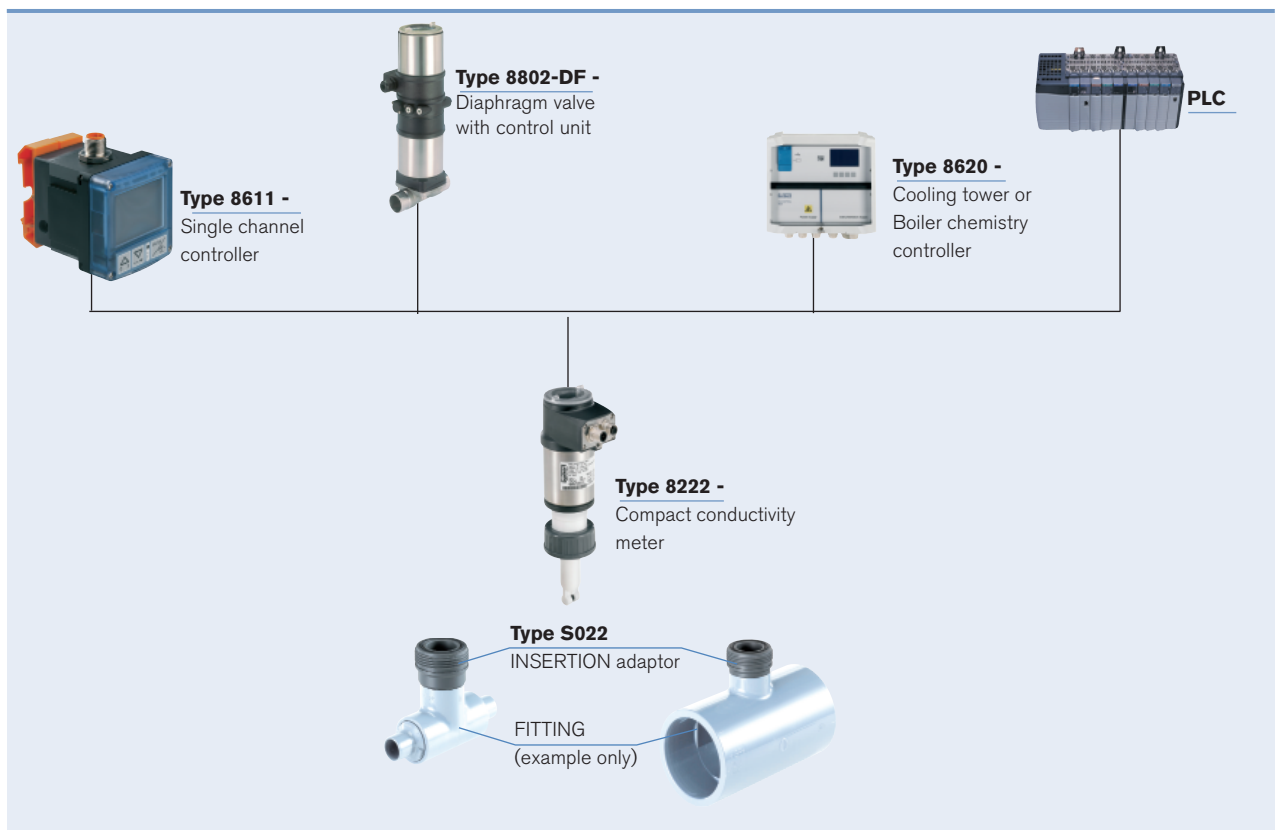 Type 8802-DF -
Diaphragm valve
with control unit
PLC
Type 8611 -
Single channel
controller
Type 8620 -
Cooling tower or
Boiler chemistry
controller
Type 8222 -
Compact conductivity
meter
Type S022
INSERTION adaptor
FITTING
(example only)